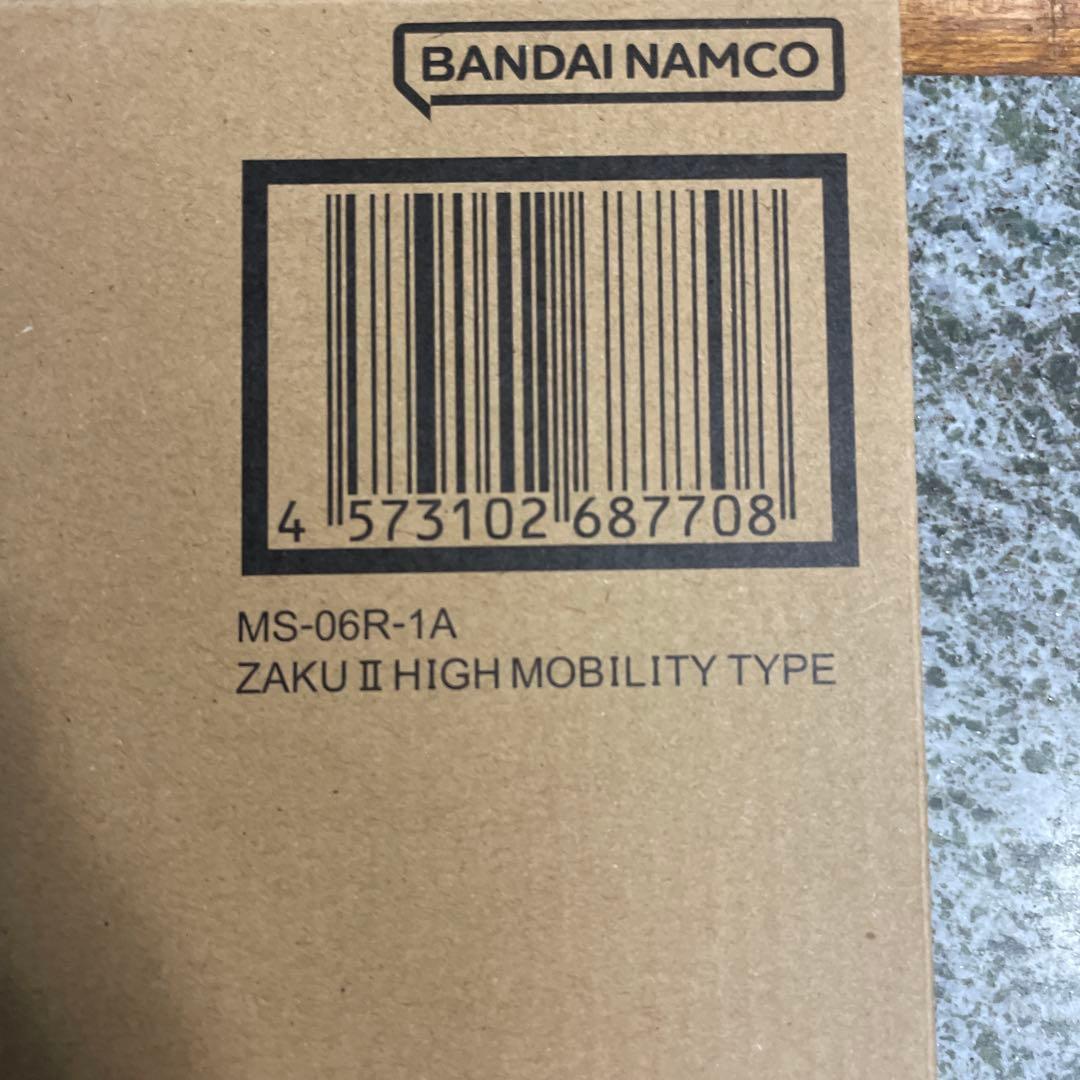 BANDAI NAMCO
4 573102 687708
MS-06R-1A
ZAKU Ⅱ HIGH MOBILITY TYPE